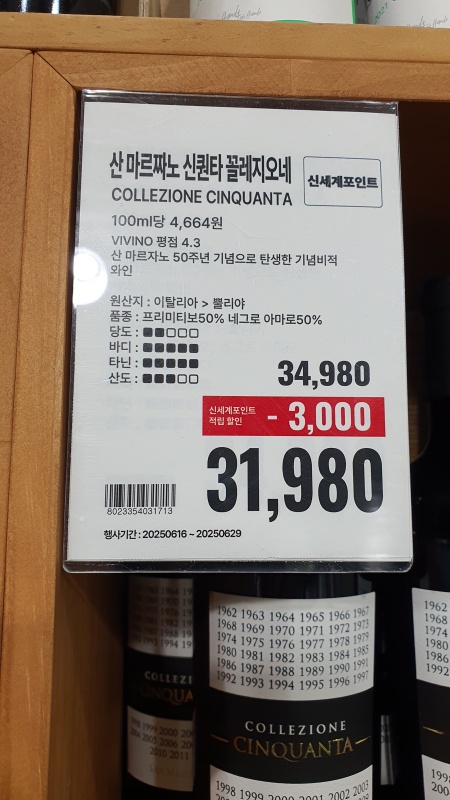 산 마르짜노 신퀀타 꼴레지오네
신세계포인트
COLLEZIONE CINQUANTA
100ml당 4,664원
VIVINO 평점 4.3
산 마르자노 50주년 기념으로 탄생한 기념비적
와인
원산지 : 이탈리아 > 뿔리야
품종 : 프리미티보50% 네그로 아마로50%
당도 : ■■□□□
바디 : ■■■■■
타닌 : ■■■■■
산도 : ■■■□□
34,980
신세계포인트
적립 할인
- 3,000
31,980
8023354031713
행사기간 : 20250616 ~ 20250629
1962 1963 1964 1965 1966 1967
1968 1969 1970 1971 1972 1973
1974 1975 1976 1977 1978 1979
1980 1981 1982 1983 1984 1985
1986 1987 1988 1989 1990 1991
1992 1993 1994 1995 1996 1997
COLLEZIONE
CINQUANTA
1998 1999 2000 2001 2002 2003